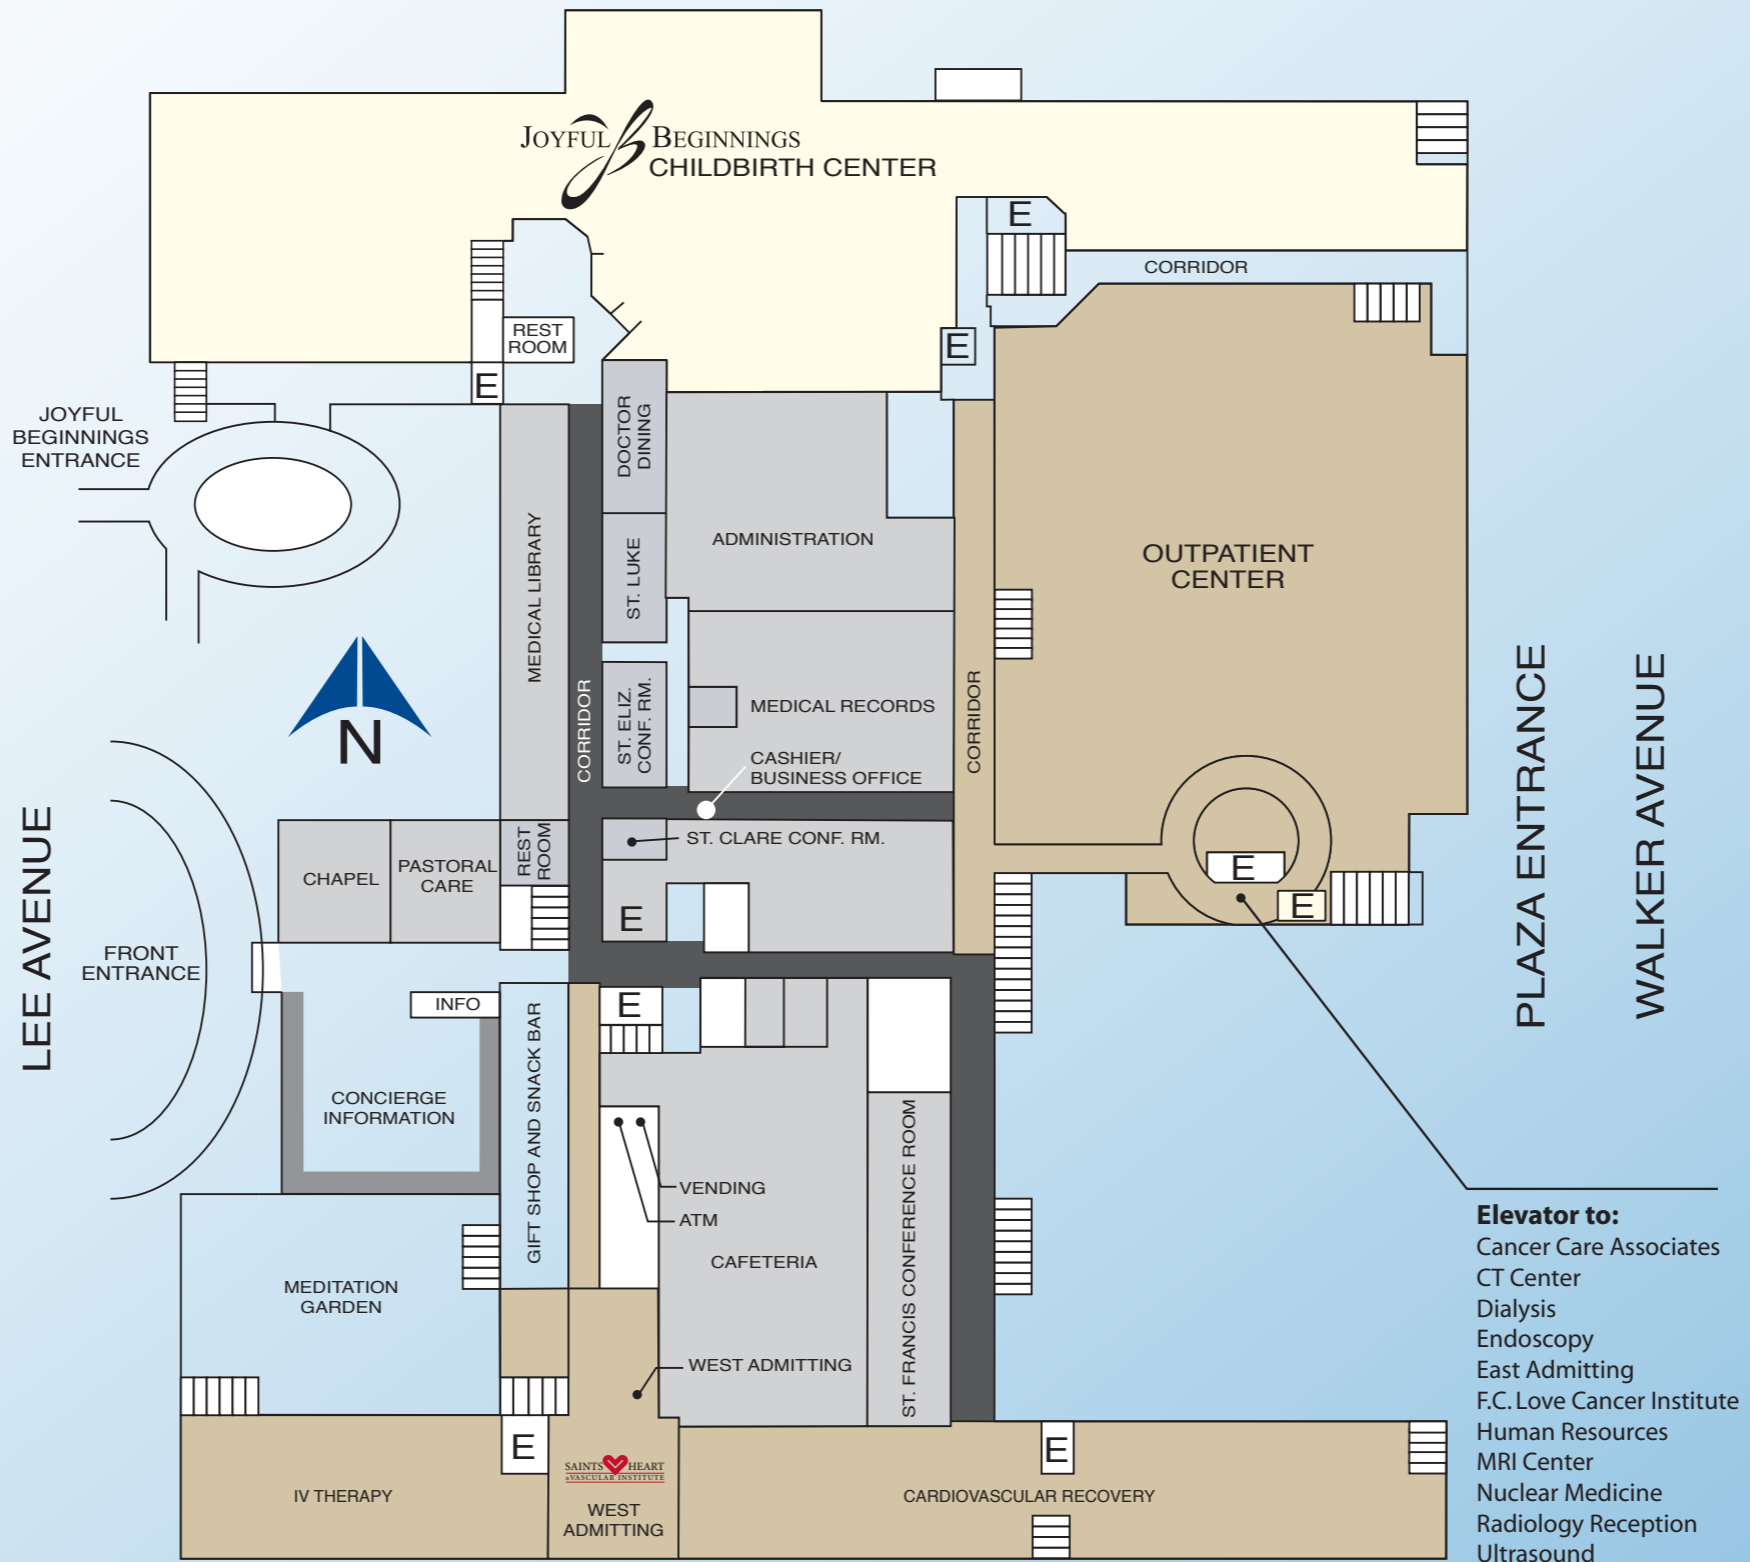 JOYFUL BEGINNINGS
CHILDBIRTH CENTER
E
CORRIDOR
REST
ROOM
E
E
JOYFUL
BEGINNINGS
ENTRANCE
DOCTOR
DINING
MEDICAL LIBRARY
ST. LUKE
ADMINISTRATION
OUTPATIENT
CENTER
N
CORRIDOR
ST. ELIZ.
CONF. RM.
MEDICAL RECORDS
CORRIDOR
CASHIER/
BUSINESS OFFICE
PLAZA ENTRANCE
WALKER AVENUE
LEE AVENUE
CHAPEL
PASTORAL
CARE
REST
ROOM
ST. CLARE CONF. RM.
E
E
E
FRONT
ENTRANCE
INFO
E
GIFT SHOP AND SNACK BAR
CONCIERGE
INFORMATION
VENDING
ATM
CAFETERIA
ST. FRANCIS CONFERENCE ROOM
MEDITATION
GARDEN
WEST ADMITTING
E
SAINTS HEART
& VASCULAR INSTITUTE
WEST
ADMITTING
IV THERAPY
E
CARDIOVASCULAR RECOVERY
Elevator to:
Cancer Care Associates
CT Center
Dialysis
Endoscopy
East Admitting
F.C. Love Cancer Institute
Human Resources
MRI Center
Nuclear Medicine
Radiology Reception
Ultrasound